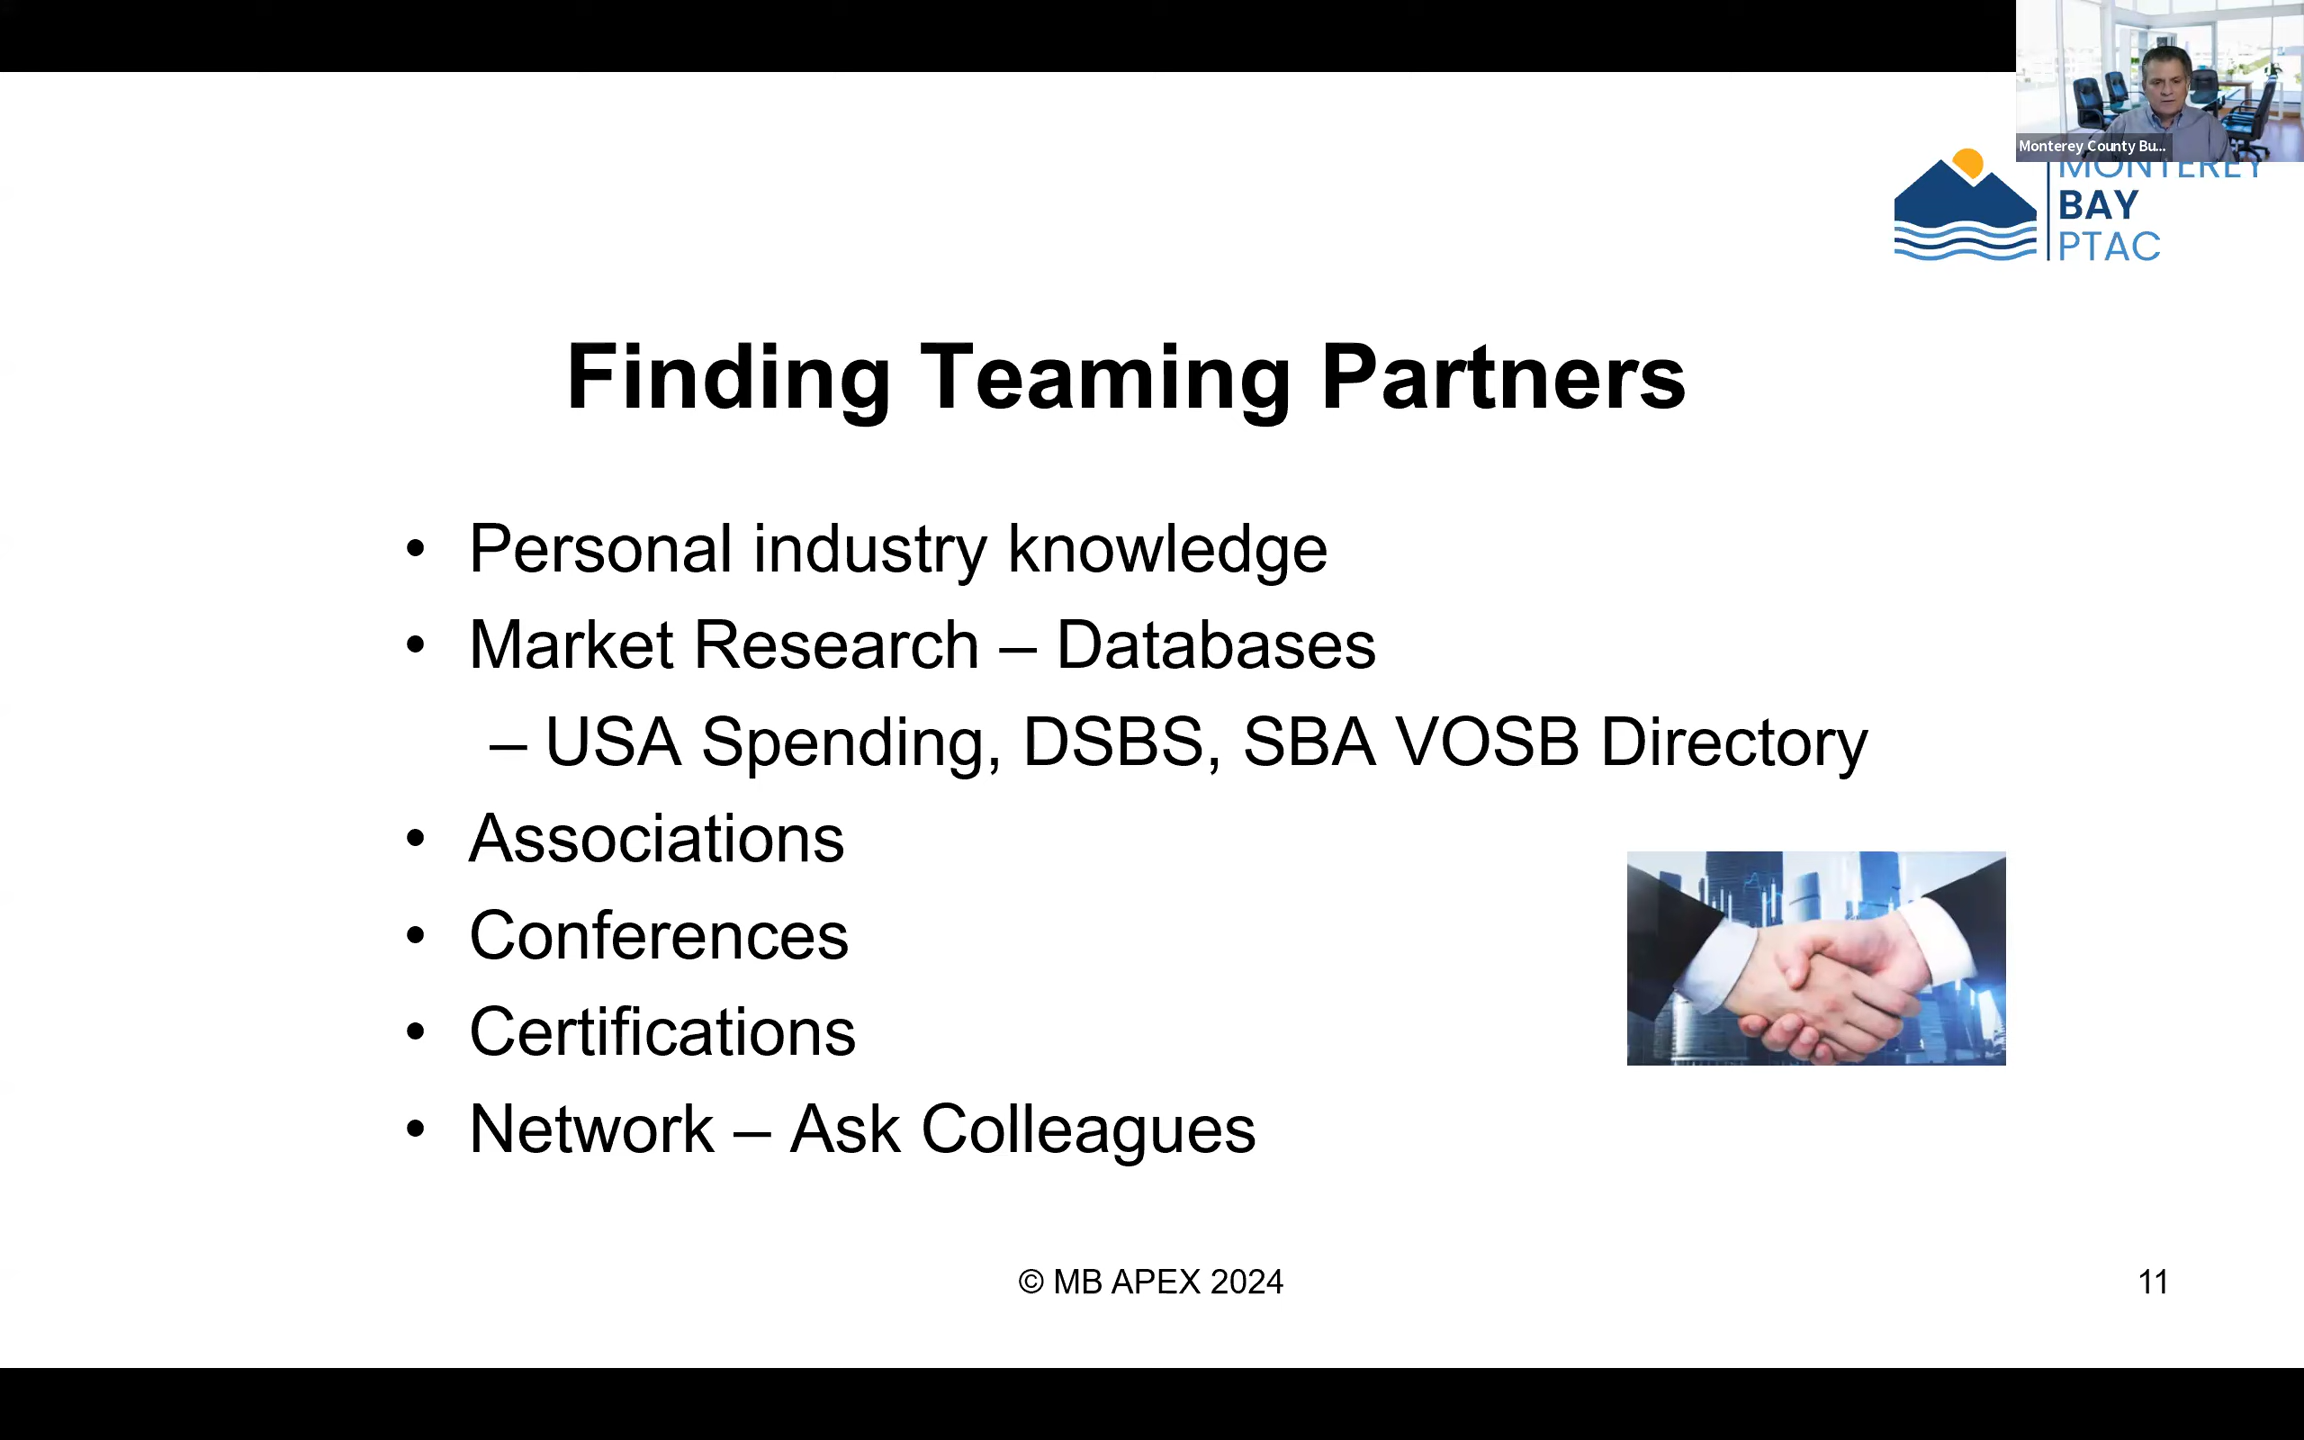 Monterey County Bu...
MONTEREY
BAY
PTAC
Finding Teaming Partners
• Personal industry knowledge
• Market Research – Databases
– USA Spending, DSBS, SBA VOSB Directory
• Associations
• Conferences
• Certifications
• Network – Ask Colleagues
© MB APEX 2024
11